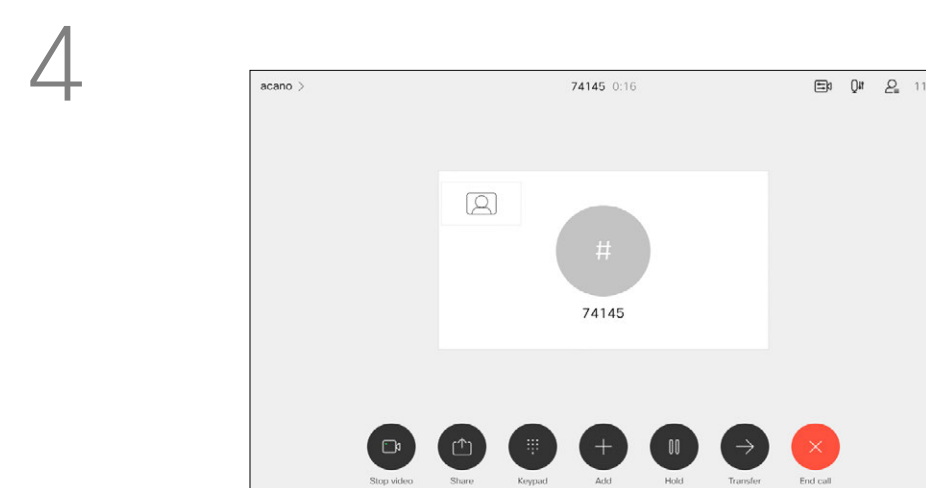 4
acano >
74145 0:16
11
#
74145
Stop video Share Keypad Add Hold Transfer End call